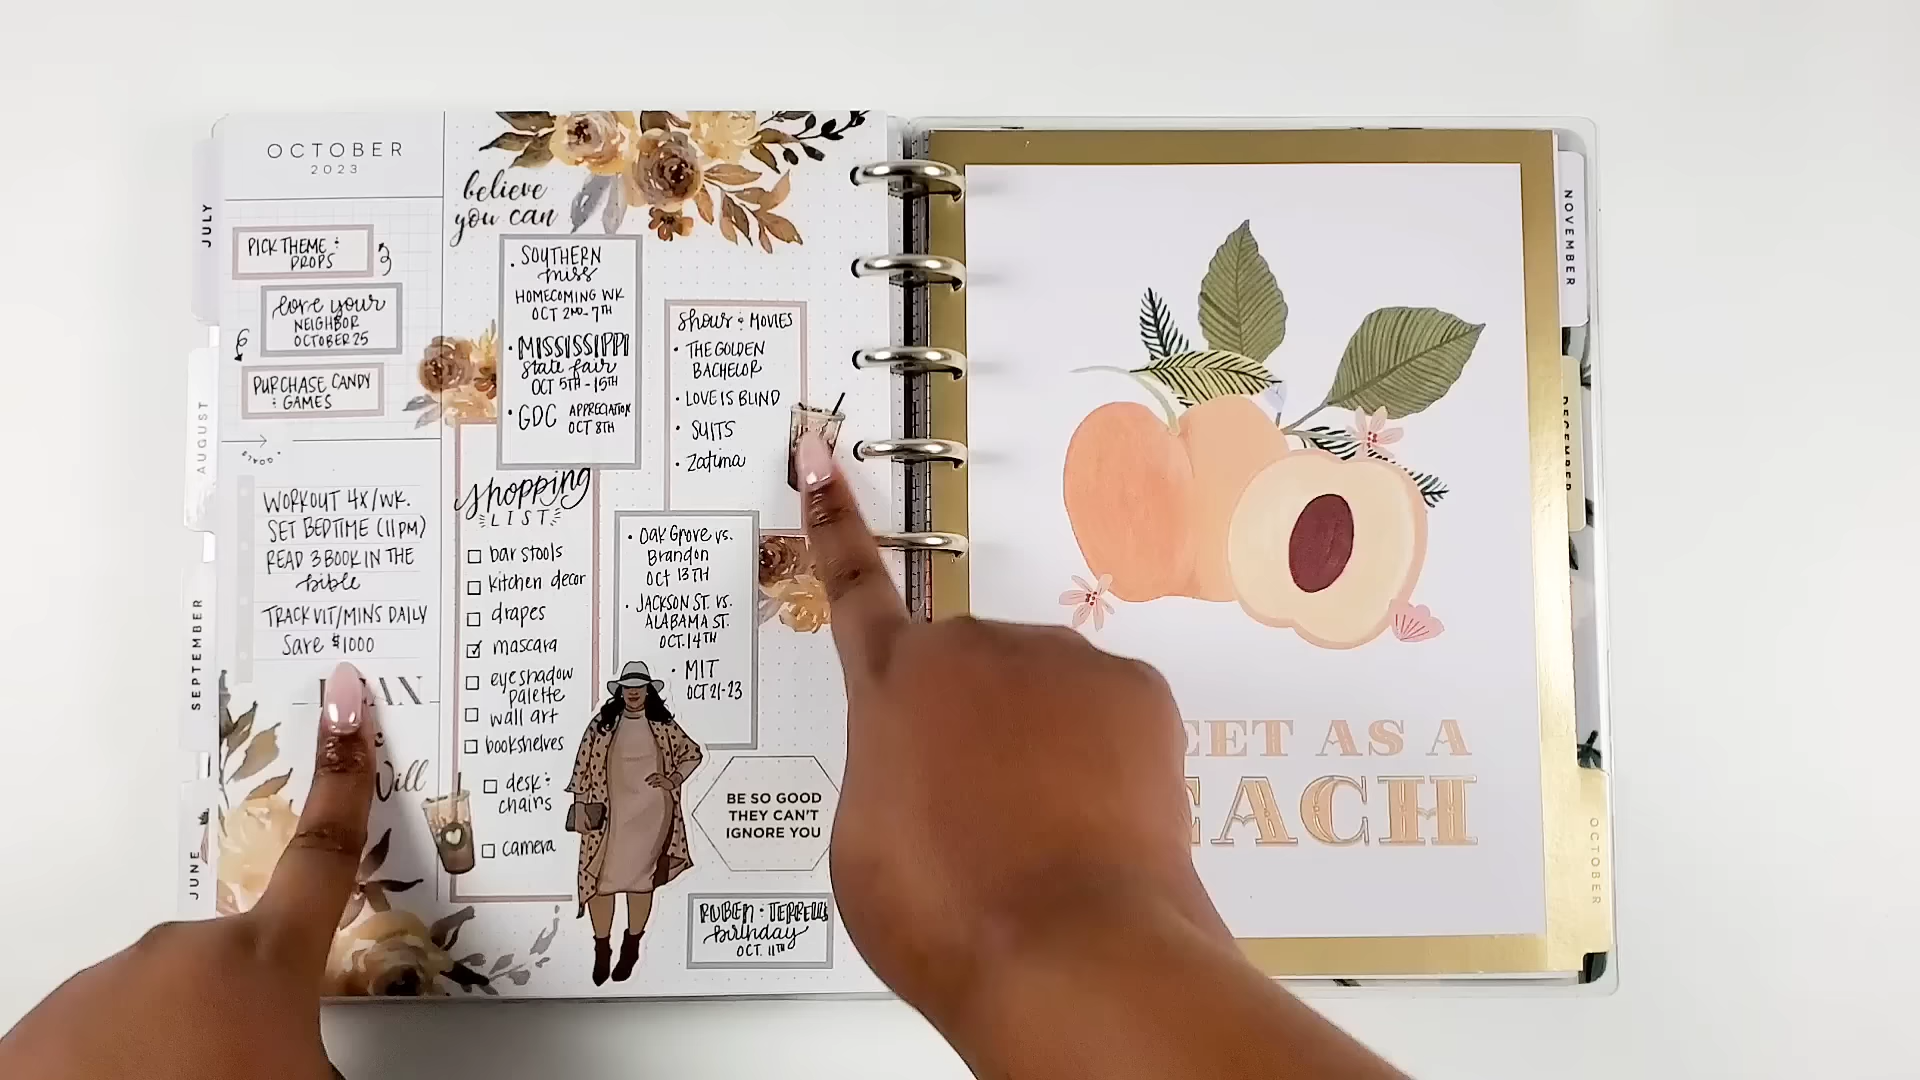 OCTOBER
2023
PICK THEME &
PROPS
love your
NEIGHBOR
OCTOBER 25
PURCHASE CANDY
& GAMES
GOALS
WORKOUT 4X/WK.
SET BEDTIME (11PM)
READ 3 BOOK IN THE
bible
TRACK VIT/MINS DAILY
Save $1000
Will
believe
you can
• SOUTHERN
miss
HOMECOMING WK
OCT 2ND-7TH
• MISSISSIPPI
state fair
OCT 5TH-15TH
• GDC APPRECIATION
OCT 8TH
Shows & MOVIES
• THE GOLDEN
BACHELOR
• LOVE IS BLIND
• SUITS
• Zatima
shopping
LIST
bar stools
kitchen decor
drapes
mascara
eyeshadow
palette
wall art
bookshelves
desk &
chairs
camera
• Oak Grove vs.
Brandon
OCT 13TH
• JACKSON ST. VS.
ALABAMA ST.
OCT. 14TH
• MIT
OCT 21-23
BE SO GOOD
THEY CAN'T
IGNORE YOU
RUBEN & TERRELL'S
birthday
OCT. 11TH
AS A
JULY
AUGUST
SEPTEMBER
JUNE
NOVEMBER
DECEMBER
OCTOBER